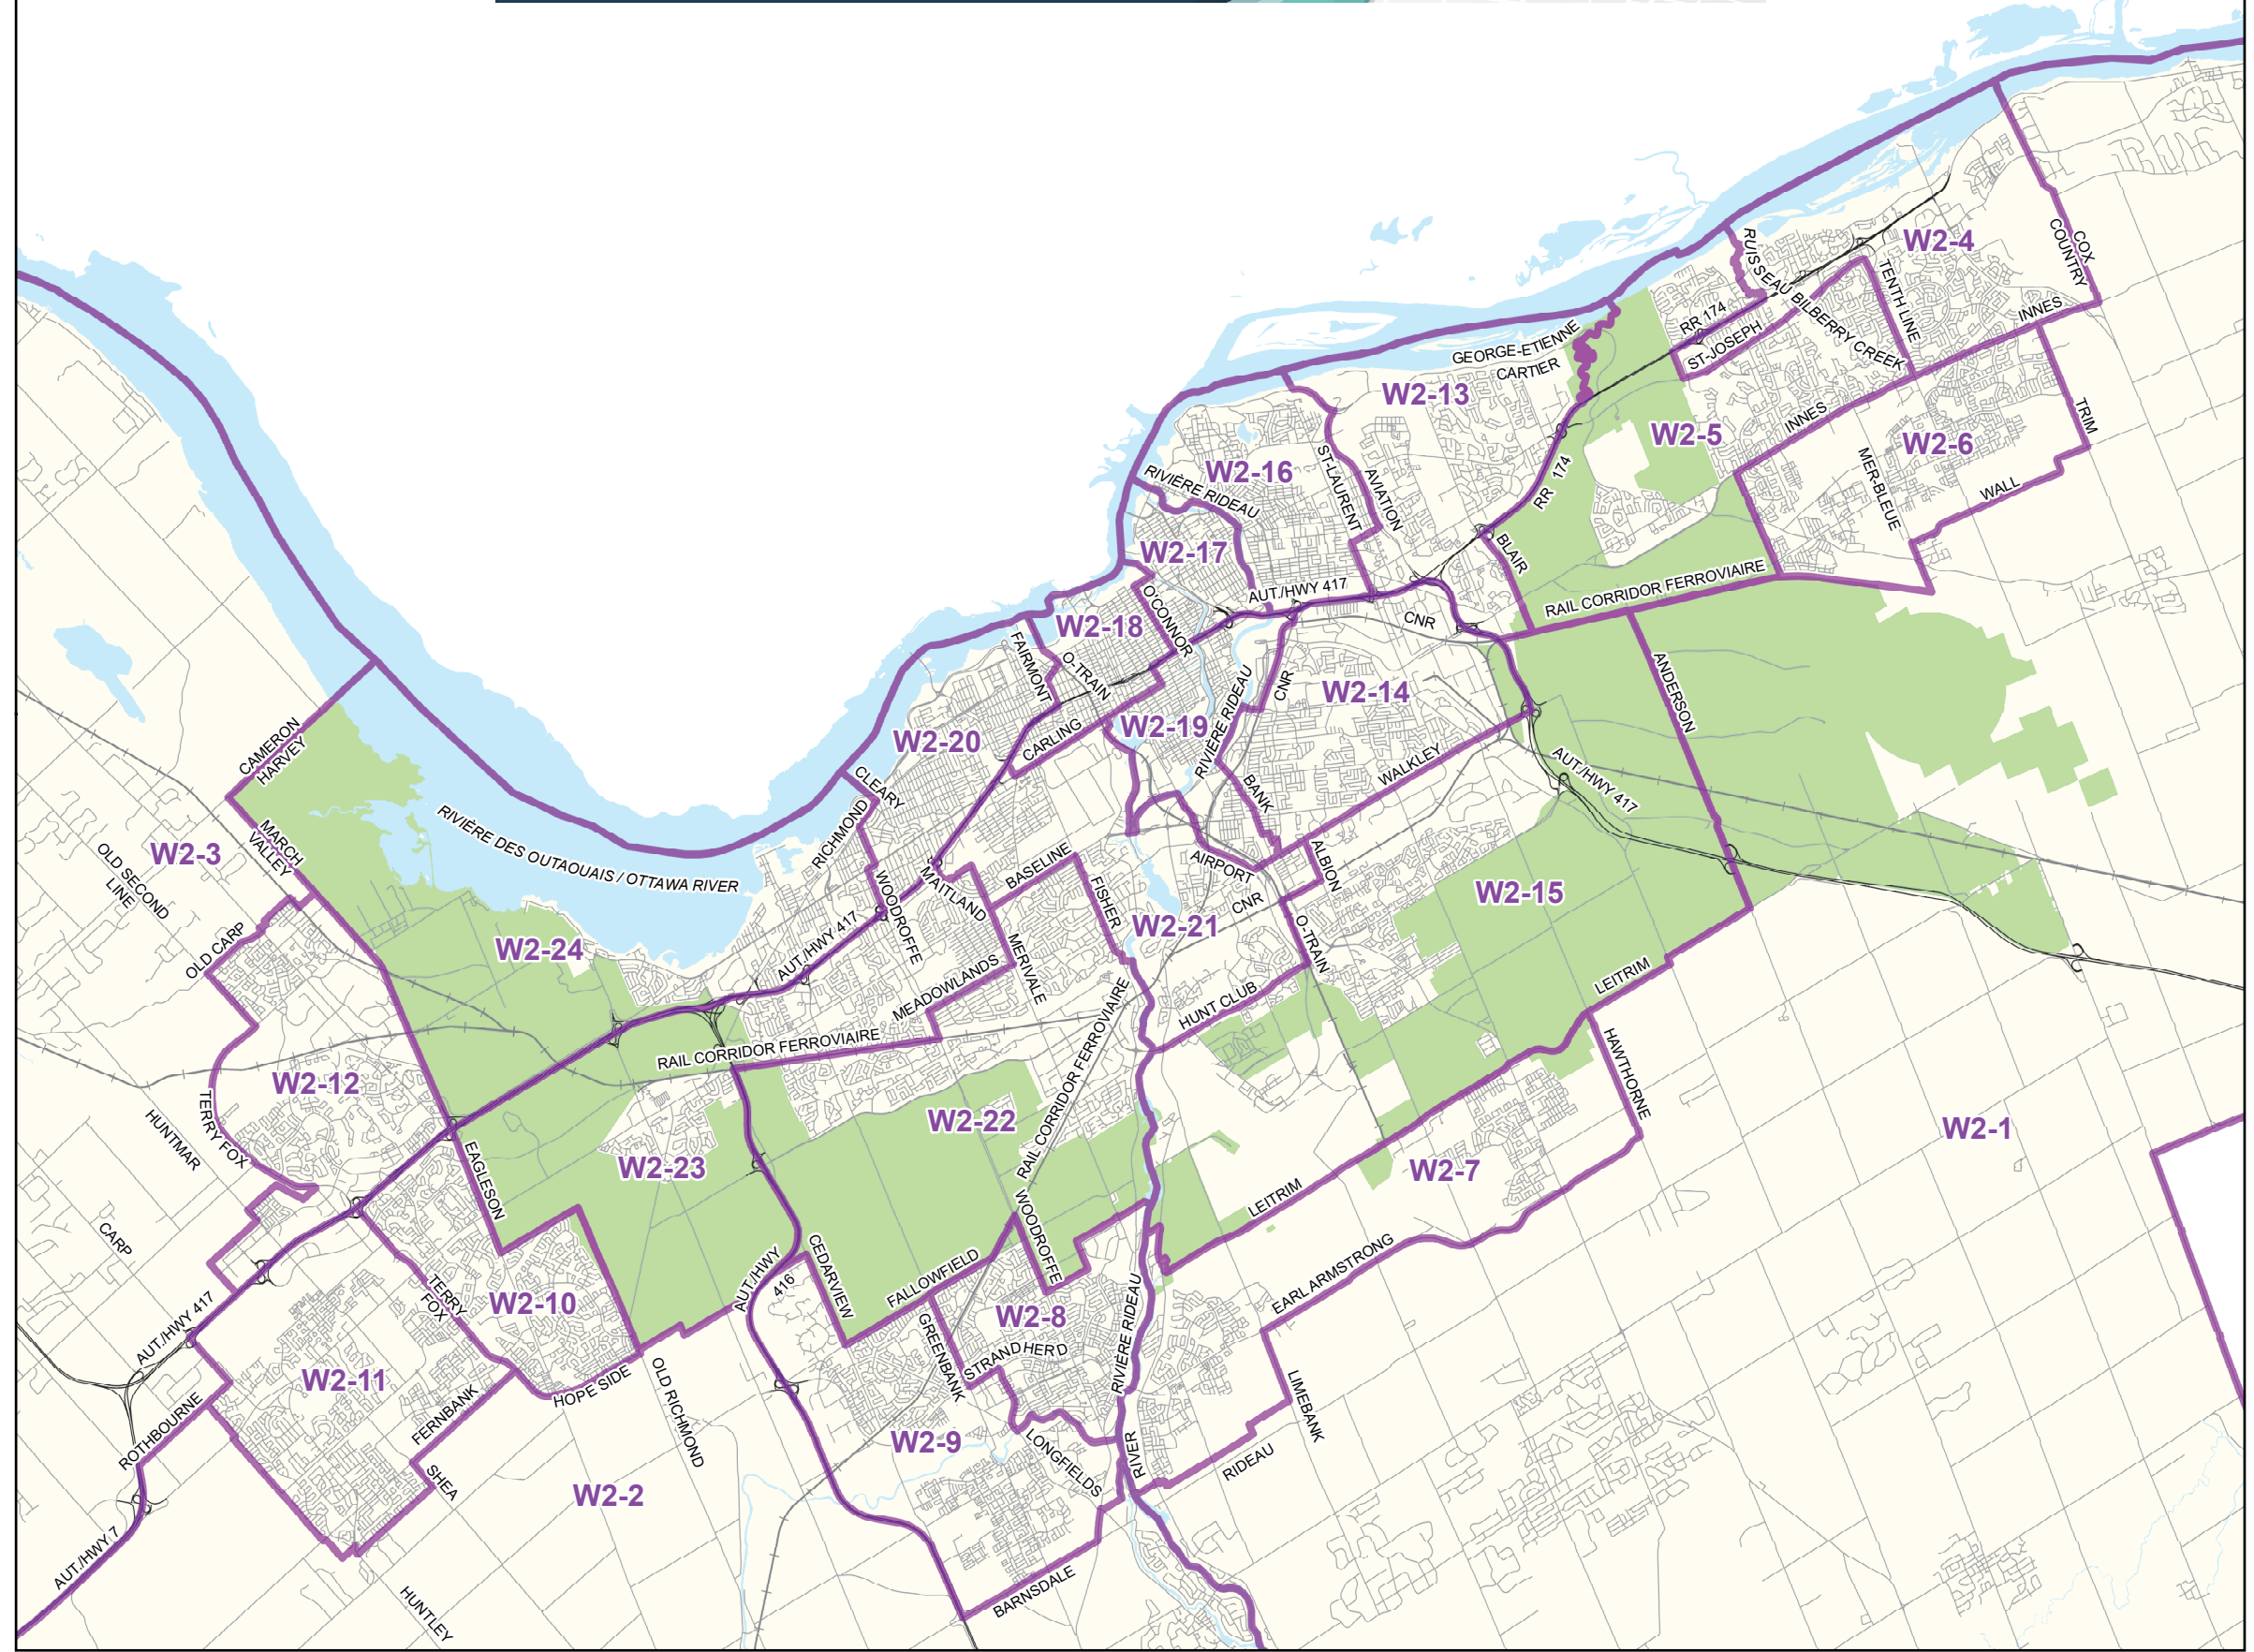 COX
COUNTRY
RUISSEAU BILBERRY CREEK
W2-4
TENTH LINE
INNES
RR 174
ST-JOSEPH
GEORGE-ETIENNE
CARTIER
W2-13
W2-5
INNES
W2-6
TRIM
MER-BLEUE
WALL
W2-16
RIVIÈRE RIDEAU
ST-LAURENT
AVIATION
RR 174
W2-17
BLAIR
AUT./HWY 417
RAIL CORRIDOR FERROVIAIRE
O'CONNOR
W2-18
CNR
FAIRMONT
O-TRAIN
ANDERSON
CNR
W2-14
RIVIÈRE RIDEAU
W2-19
CARLING
W2-20
CAMERON
HARVEY
CLEARY
WALKLEY
AUT./HWY 417
BANK
RICHMOND
RIVIÈRE DES OUTAOUAIS / OTTAWA RIVER
MARCH
VALLEY
W2-3
OLD SECOND
LINE
BASELINE
MAITLAND
AIRPORT
ALBION
WOODROFFE
FISHER
CNR
W2-15
W2-21
O-TRAIN
OLD CARP
W2-24
AUT./HWY 417
MERIVALE
MEADOWLANDS
LEITRIM
HUNT CLUB
RAIL CORRIDOR FERROVIAIRE
RAIL CORRIDOR FERROVIAIRE
W2-12
TERRY FOX
HUNTMAR
HAWTHORNE
W2-22
W2-1
EAGLESON
W2-23
W2-7
WOODROFFE
LEITRIM
CARP
CEDARVIEW
FALLOWFIELD
AUT./HWY
416
EARL ARMSTRONG
TERRY
FOX
W2-10
W2-8
GREENBANK
STRANDHERD
RIVIÈRE RIDEAU
AUT./HWY 417
W2-11
HOPE SIDE
OLD RICHMOND
LIMEBANK
FERNBANK
ROTHBOURNE
W2-9
LONGFIELDS
RIVER
RIDEAU
SHEA
W2-2
AUT./HWY 7
BARNSDALE
HUNTLEY